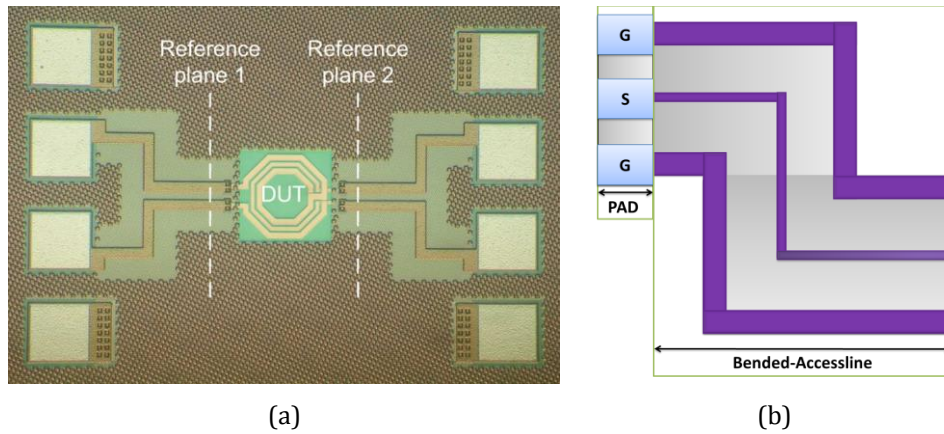 Reference
plane 1
Reference
plane 2
DUT
(a)
G
S
G
PAD
Bended-Accessline
(b)